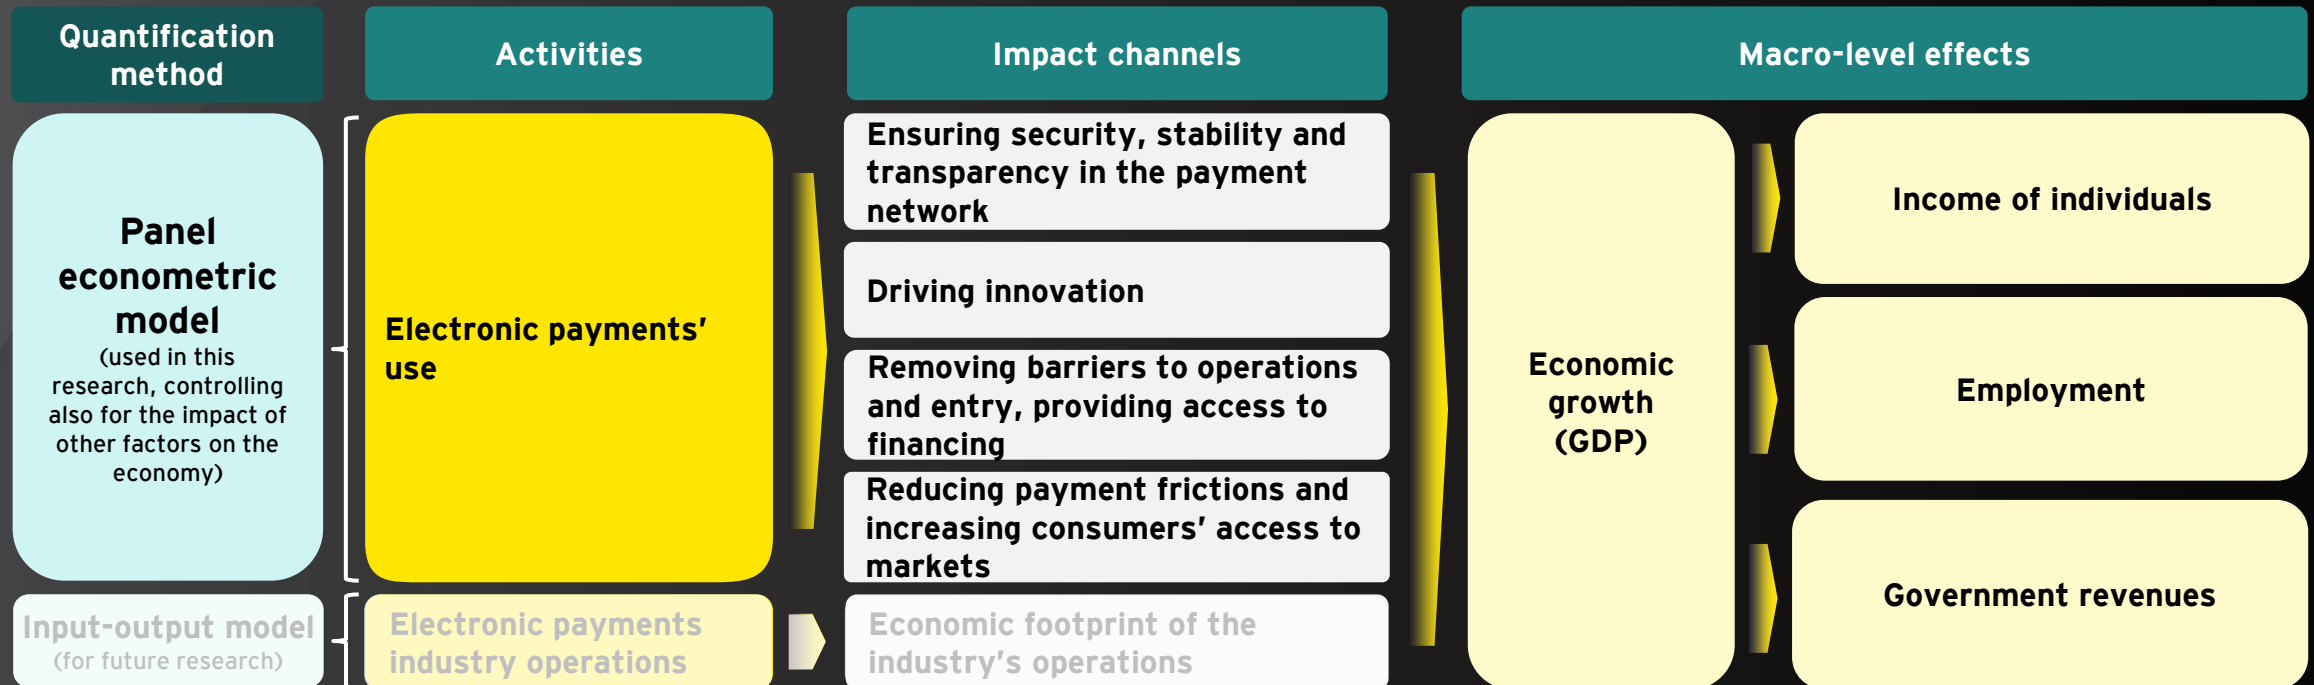 Quantification
method
Activities
Impact channels
Macro-level effects
Panel
econometric
model
(used in this
research, controlling
also for the impact of
other factors on the
economy)
Electronic payments’
use
Ensuring security, stability and
transparency in the payment
network
Driving innovation
Removing barriers to operations
and entry, providing access to
financing
Reducing payment frictions and
increasing consumers’ access to
markets
Economic
growth
(GDP)
Income of individuals
Employment
Government revenues
Input-output model
(for future research)
Electronic payments
industry operations
Economic footprint of the
industry’s operations